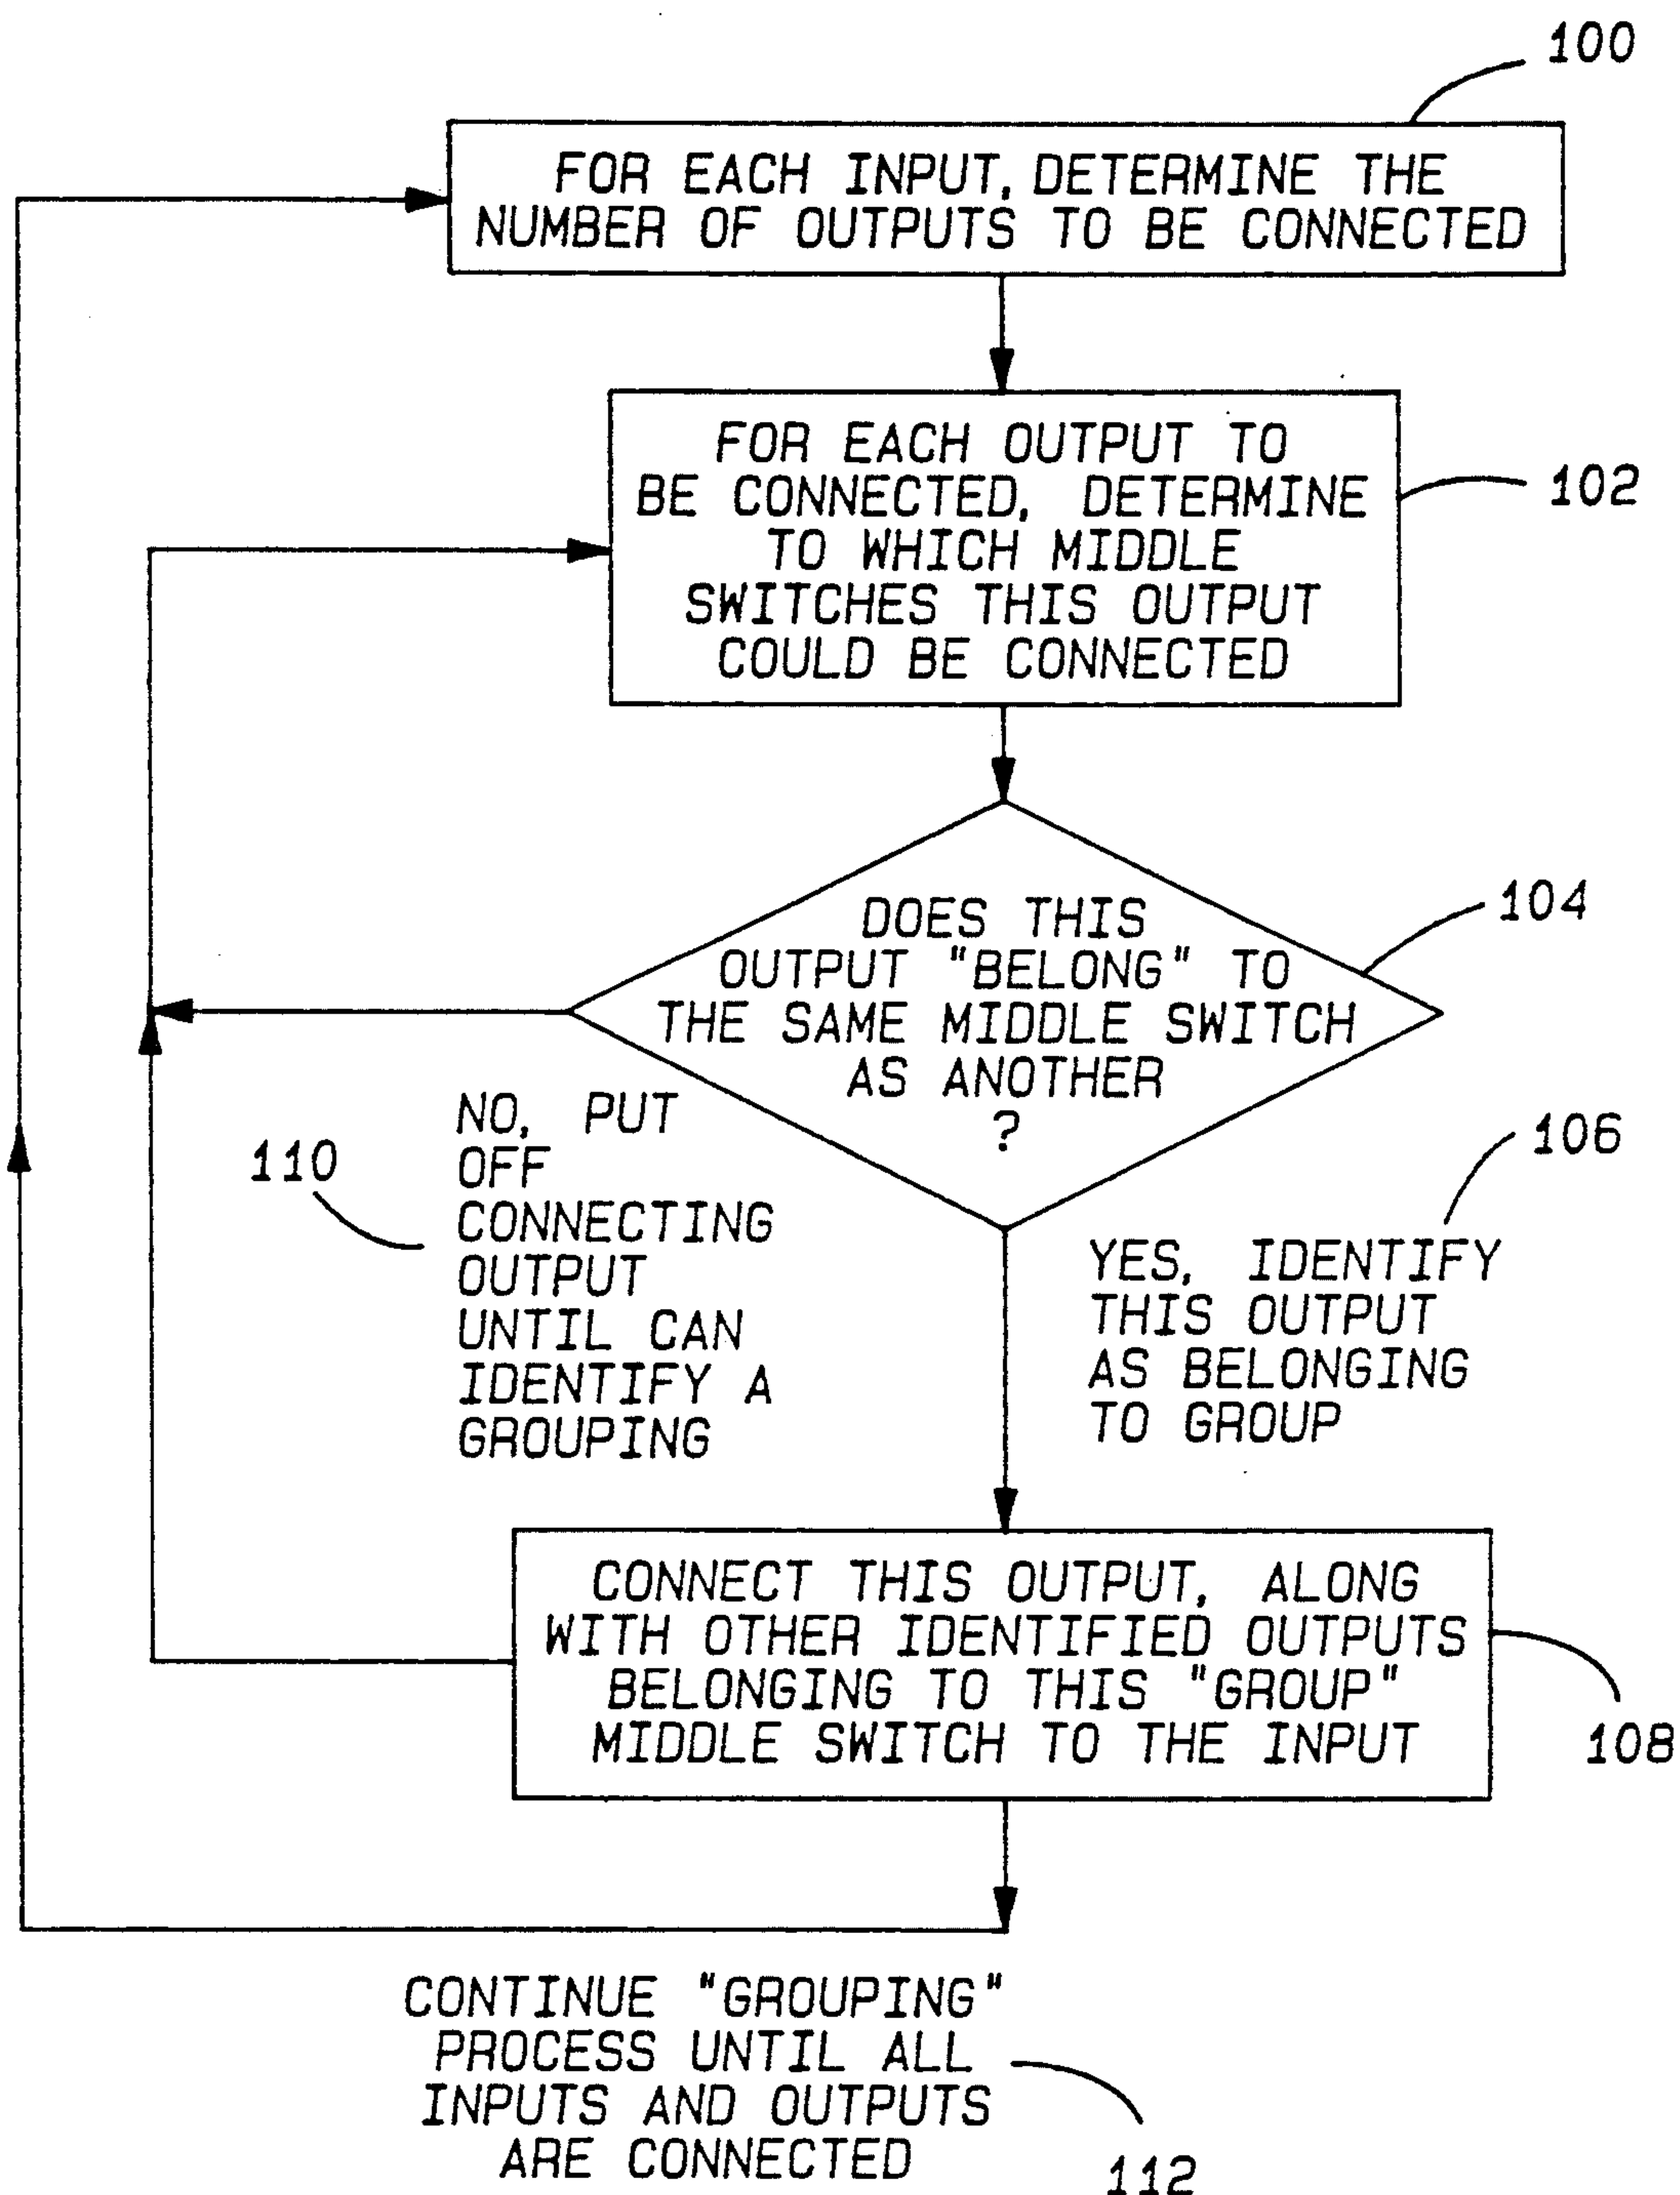 100
FOR EACH INPUT, DETERMINE THE
NUMBER OF OUTPUTS TO BE CONNECTED
FOR EACH OUTPUT TO
BE CONNECTED, DETERMINE
TO WHICH MIDDLE
SWITCHES THIS OUTPUT
COULD BE CONNECTED
102
DOES THIS
OUTPUT "BELONG" TO
THE SAME MIDDLE SWITCH
AS ANOTHER
?
104
NO, PUT
OFF
CONNECTING
OUTPUT
UNTIL CAN
IDENTIFY A
GROUPING
110
106
YES, IDENTIFY
THIS OUTPUT
AS BELONGING
TO GROUP
CONNECT THIS OUTPUT, ALONG
WITH OTHER IDENTIFIED OUTPUTS
BELONGING TO THIS "GROUP"
MIDDLE SWITCH TO THE INPUT
108
CONTINUE "GROUPING"
PROCESS UNTIL ALL
INPUTS AND OUTPUTS
ARE CONNECTED
112